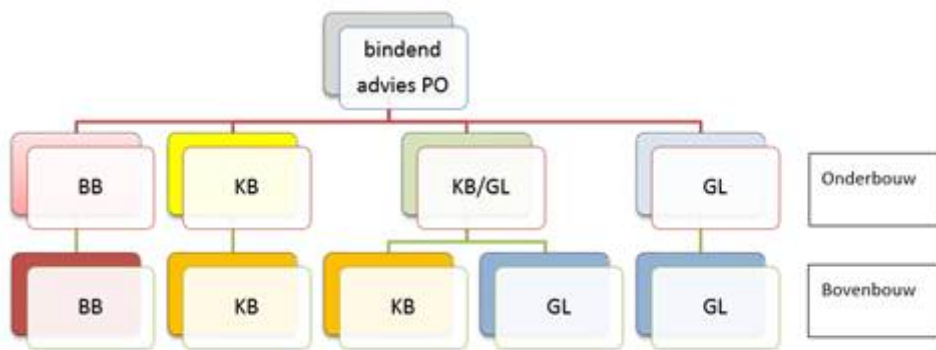 bindend
advies PO
BB
KB
KB/GL
GL
Onderbouw
BB
KB
KB
GL
GL
Bovenbouw